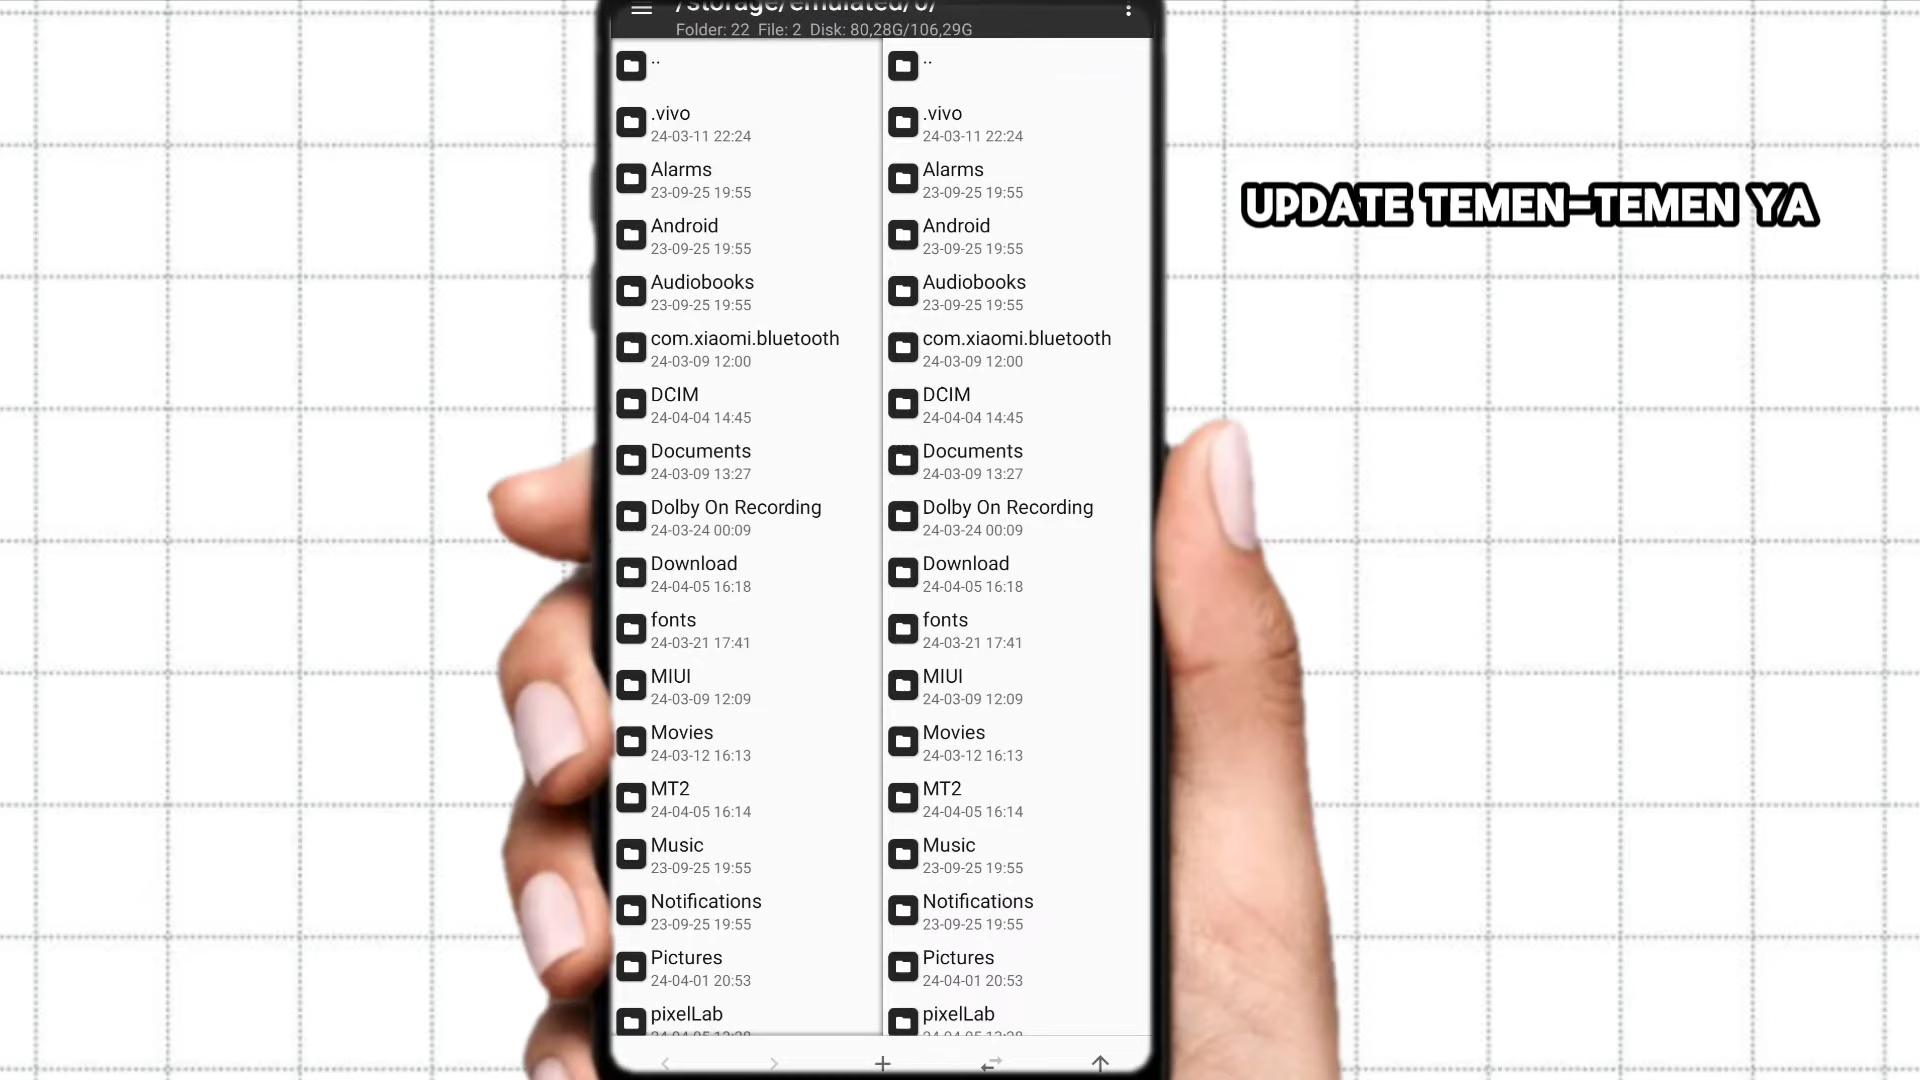 /storage/emulated/0/
Folder: 22 File: 2 Disk: 80,28G/106,29G
..
.vivo
24-03-11 22:24
Alarms
23-09-25 19:55
Android
23-09-25 19:55
Audiobooks
23-09-25 19:55
com.xiaomi.bluetooth
24-03-09 12:00
DCIM
24-04-04 14:45
Documents
24-03-09 13:27
Dolby On Recording
24-03-24 00:09
Download
24-04-05 16:18
fonts
24-03-21 17:41
MIUI
24-03-09 12:09
Movies
24-03-12 16:13
MT2
24-04-05 16:14
Music
23-09-25 19:55
Notifications
23-09-25 19:55
Pictures
24-04-01 20:53
pixelLab
..
.vivo
24-03-11 22:24
Alarms
23-09-25 19:55
Android
23-09-25 19:55
Audiobooks
23-09-25 19:55
com.xiaomi.bluetooth
24-03-09 12:00
DCIM
24-04-04 14:45
Documents
24-03-09 13:27
Dolby On Recording
24-03-24 00:09
Download
24-04-05 16:18
fonts
24-03-21 17:41
MIUI
24-03-09 12:09
Movies
24-03-12 16:13
MT2
24-04-05 16:14
Music
23-09-25 19:55
Notifications
23-09-25 19:55
Pictures
24-04-01 20:53
pixelLab
UPDATE TEMEN-TEMEN YA